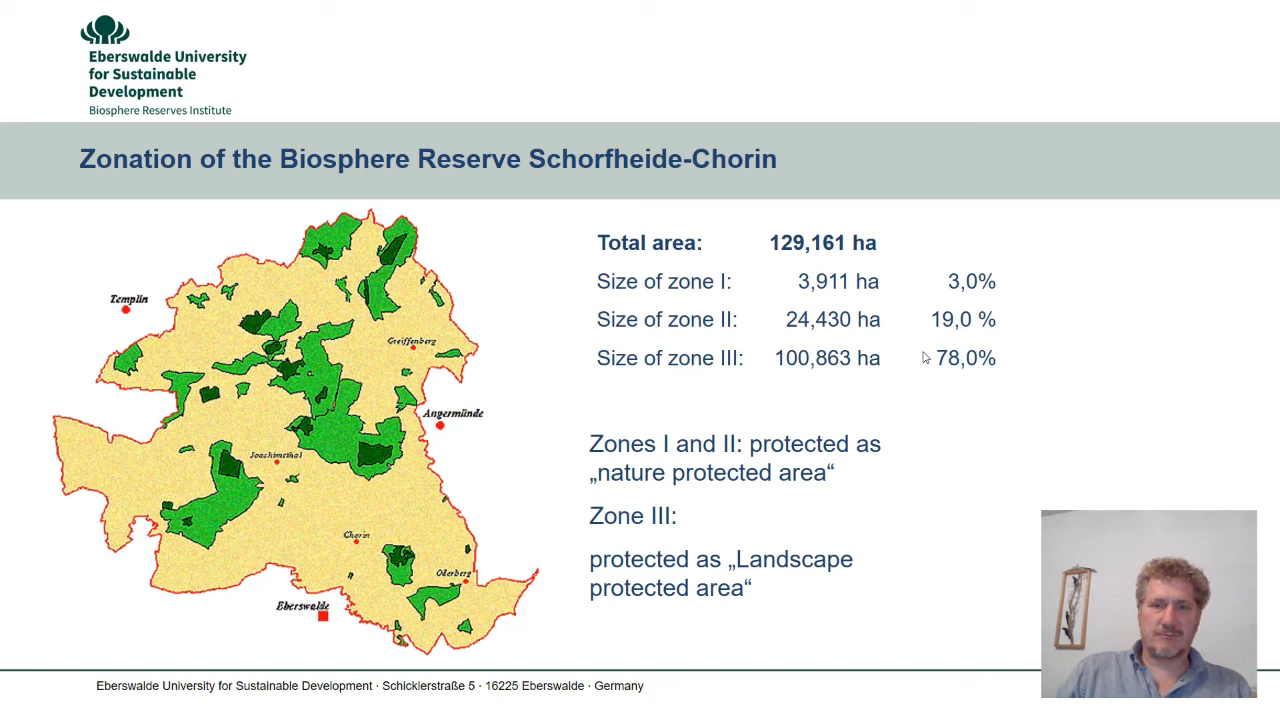 Eberswalde University
for Sustainable
Development
Biosphere Reserves Institute
Zonation of the Biosphere Reserve Schorfheide-Chorin
Total area: 129,161 ha
Size of zone I: 3,911 ha 3,0%
Size of zone II: 24,430 ha 19,0 %
Size of zone III: 100,863 ha 78,0%
Zones I and II: protected as
„nature protected area“
Zone III:
protected as „Landscape
protected area“
Templin
Greiffenberg
Angermünde
Joachimsthal
Chorin
Oderberg
Eberswalde
Eberswalde University for Sustainable Development · Schicklerstraße 5 · 16225 Eberswalde · Germany